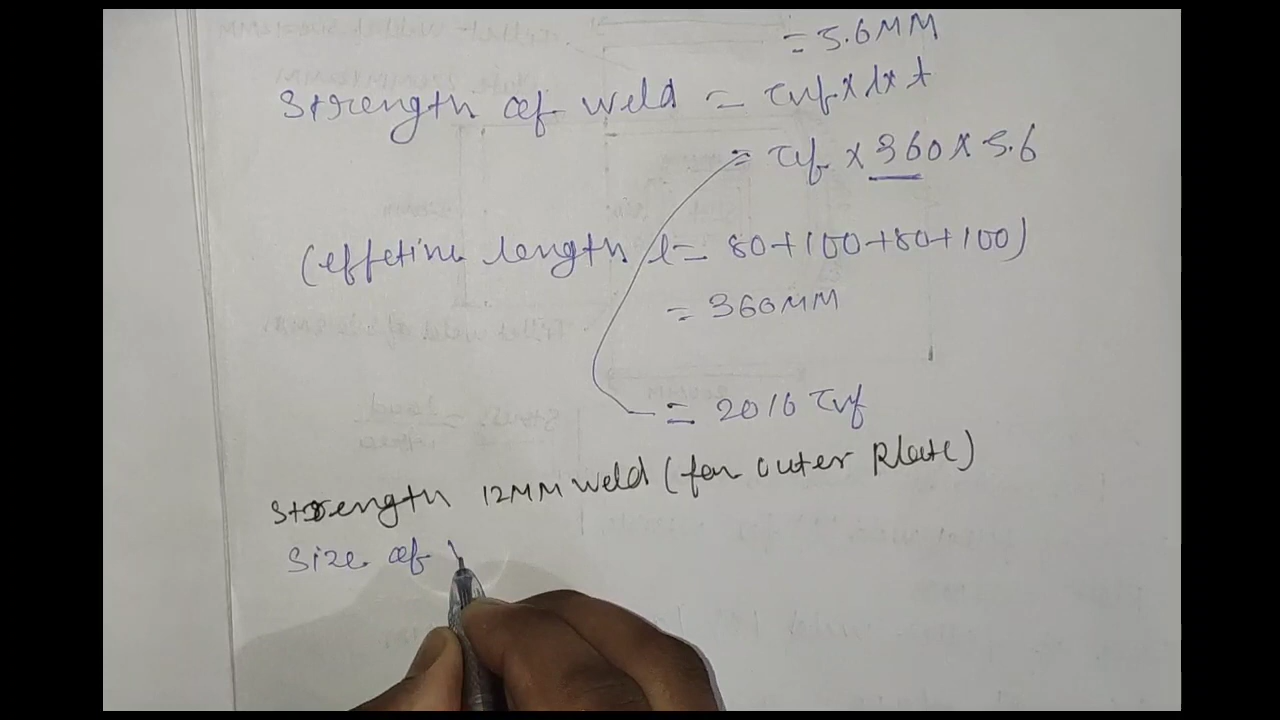 = 5.6MM
Strength of weld = τvf × l × t
= τvf × 360 × 5.6
(effetive length l = 80+100+80+100)
= 360MM
= 2016 τvf
Strength 12MM weld (for outer Plate)
Size of